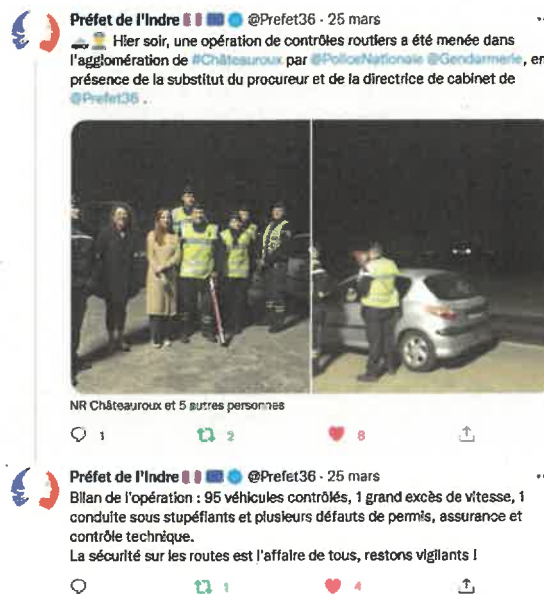 Préfet de l'Indre @Prefet36 · 25 mars
Hier soir, une opération de contrôles routiers a été menée dans
l'agglomération de #Châteauroux par @PoliceNationale @Gendarmerie, en
présence de la substitut du procureur et de la directrice de cabinet de
@Prefet36 .
NR Châteauroux et 5 autres personnes
1 2 8
Préfet de l'Indre @Prefet36 · 25 mars
Bilan de l'opération : 95 véhicules contrôlés, 1 grand excès de vitesse, 1
conduite sous stupéfiants et plusieurs défauts de permis, assurance et
contrôle technique.
La sécurité sur les routes est l'affaire de tous, restons vigilants !
1 4